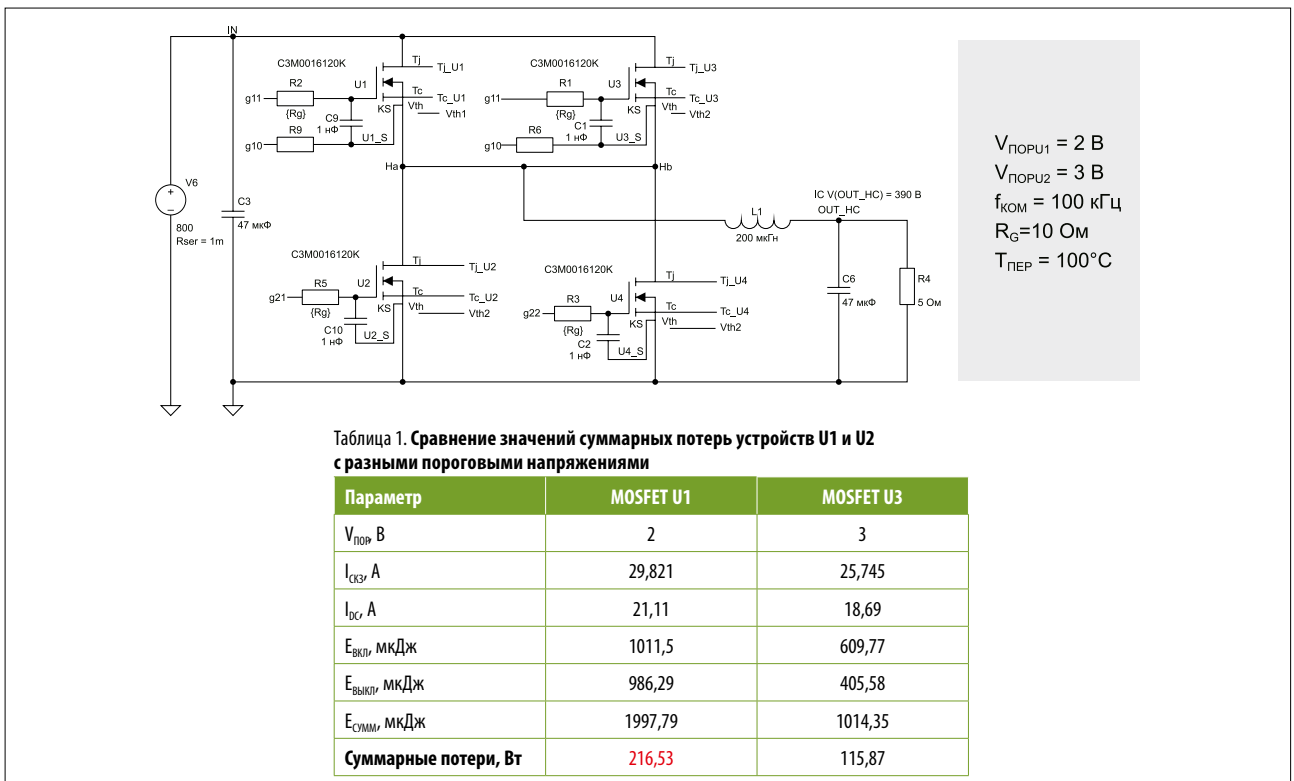 IN
C3M0016120K
Tj
Tj_U1
R2
U1
g11
{Rg}
Tc
Tc_U1
C9
1 нФ
KS
Vth
Vth1
R9
U1_S
g10
C3M0016120K
Tj
Tj_U3
R1
U3
g11
{Rg}
Tc
Tc_U3
C1
1 нФ
KS
Vth
Vth2
R6
U3_S
g10
Ha
Hb
V6
800
Rser = 1m
C3
47 мкФ
C3M0016120K
Tj
Tj_U2
R5
U2
g21
{Rg}
Tc
Tc_U2
C10
1 нФ
KS
Vth
Vth2
U2_S
C3M0016120K
Tj
Tj_U4
R3
U4
g22
{Rg}
Tc
Tc_U4
C2
1 нФ
KS
Vth
Vth2
U4_S
IC V(OUT_HC) = 390 В
OUT_HC
L1
200 мкГн
C6
47 мкФ
R4
5 Ом
VПОРU1 = 2 В
VПОРU2 = 3 В
fКОМ = 100 кГц
RG=10 Ом
TПЕР = 100°C
Таблица 1. Сравнение значений суммарных потерь устройств U1 и U2
с разными пороговыми напряжениями
Параметр MOSFET U1 MOSFET U3
VПОР, В 2 3
IСКЗ, А 29,821 25,745
IDC, А 21,11 18,69
EВКЛ, мкДж 1011,5 609,77
EВЫКЛ, мкДж 986,29 405,58
EСУММ, мкДж 1997,79 1014,35
Суммарные потери, Вт 216,53 115,87